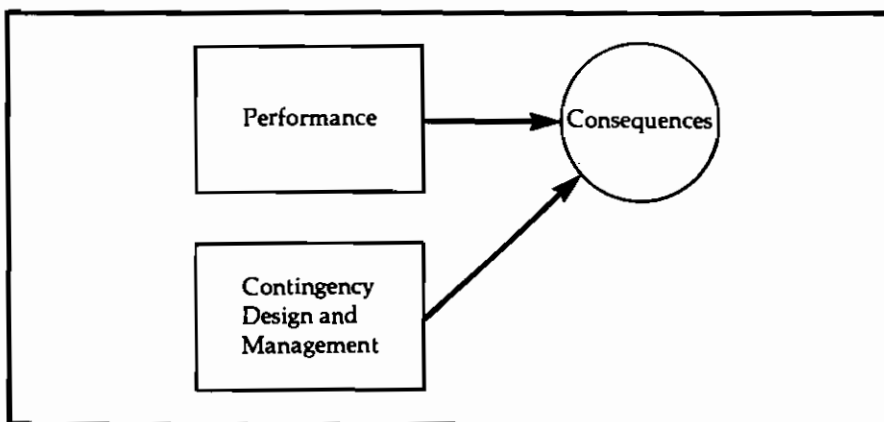 Performance
Consequences
Contingency
Design and
Management